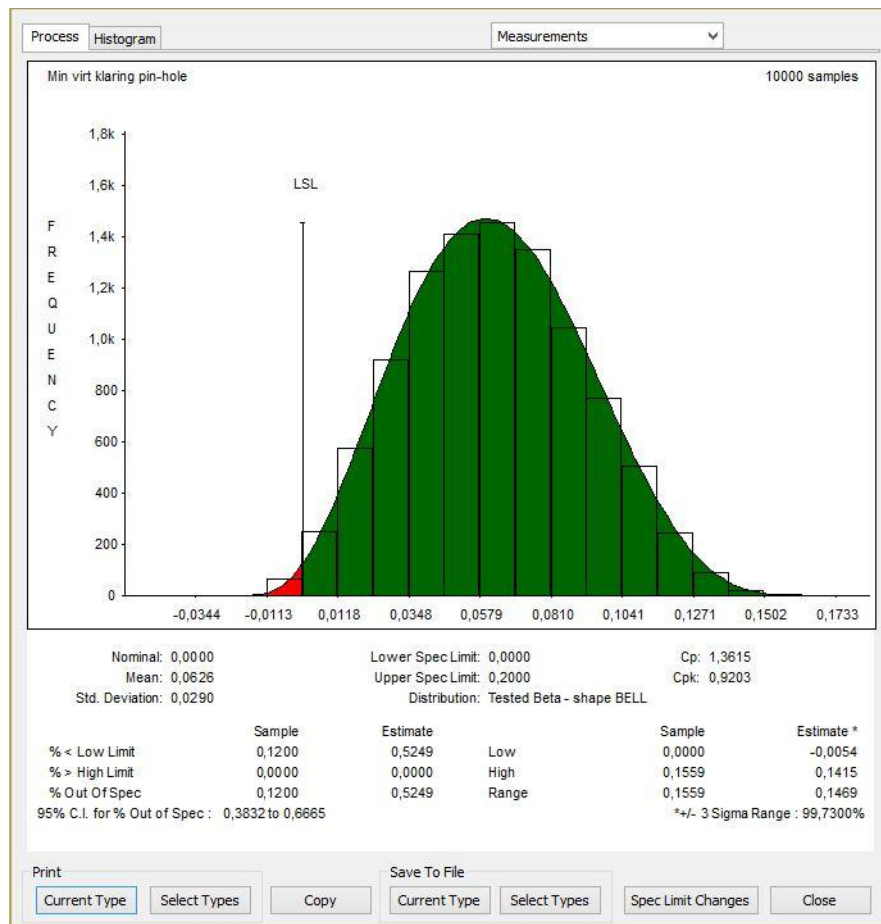 Process Histogram Measurements
Min virt klaring pin-hole 10000 samples
1,8k
1,6k
LSL
1,4k
1,2k
1,0k
800
600
400
200
0
FREQUENCY
-0,0344 -0,0113 0,0118 0,0348 0,0579 0,0810 0,1041 0,1271 0,1502 0,1733
Nominal: 0,0000 Lower Spec Limit: 0,0000 Cp: 1,3615
Mean: 0,0626 Upper Spec Limit: 0,2000 Cpk: 0,9203
Std. Deviation: 0,0290 Distribution: Tested Beta - shape BELL
Sample Estimate Sample Estimate *
% < Low Limit 0,1200 0,5249 Low 0,0000 -0,0054
% > High Limit 0,0000 0,0000 High 0,1559 0,1415
% Out Of Spec 0,1200 0,5249 Range 0,1559 0,1469
95% C.I. for % Out of Spec : 0,3832 to 0,6665 *+/- 3 Sigma Range : 99,7300%
Print Save To File
Current Type Select Types Copy Current Type Select Types Spec Limit Changes Close